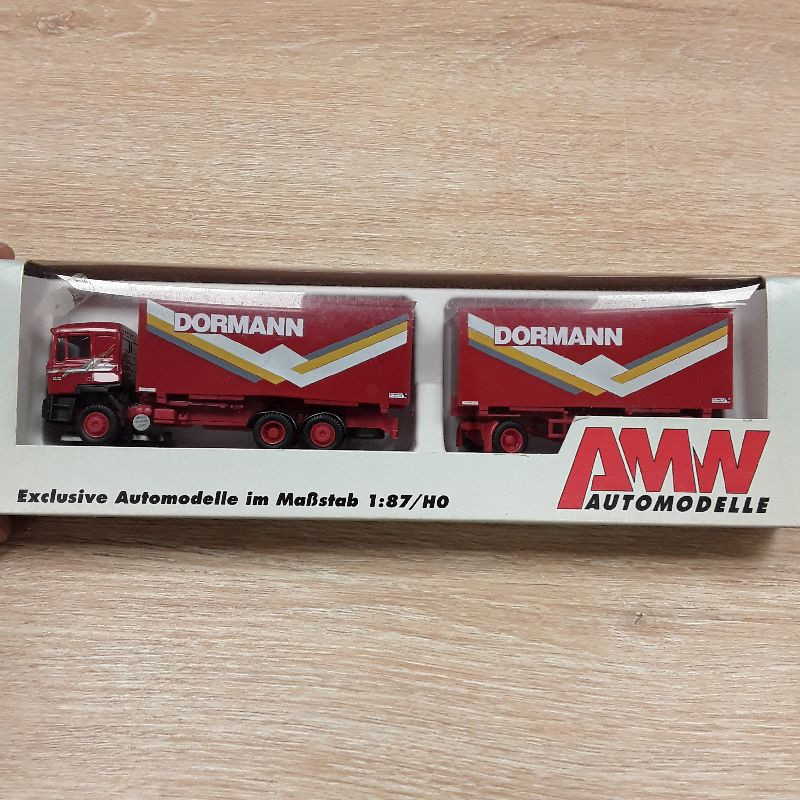 DORMANN
DORMANN
AMW
AUTOMODELLE
Exclusive Automodelle im Maßstab 1:87/H0